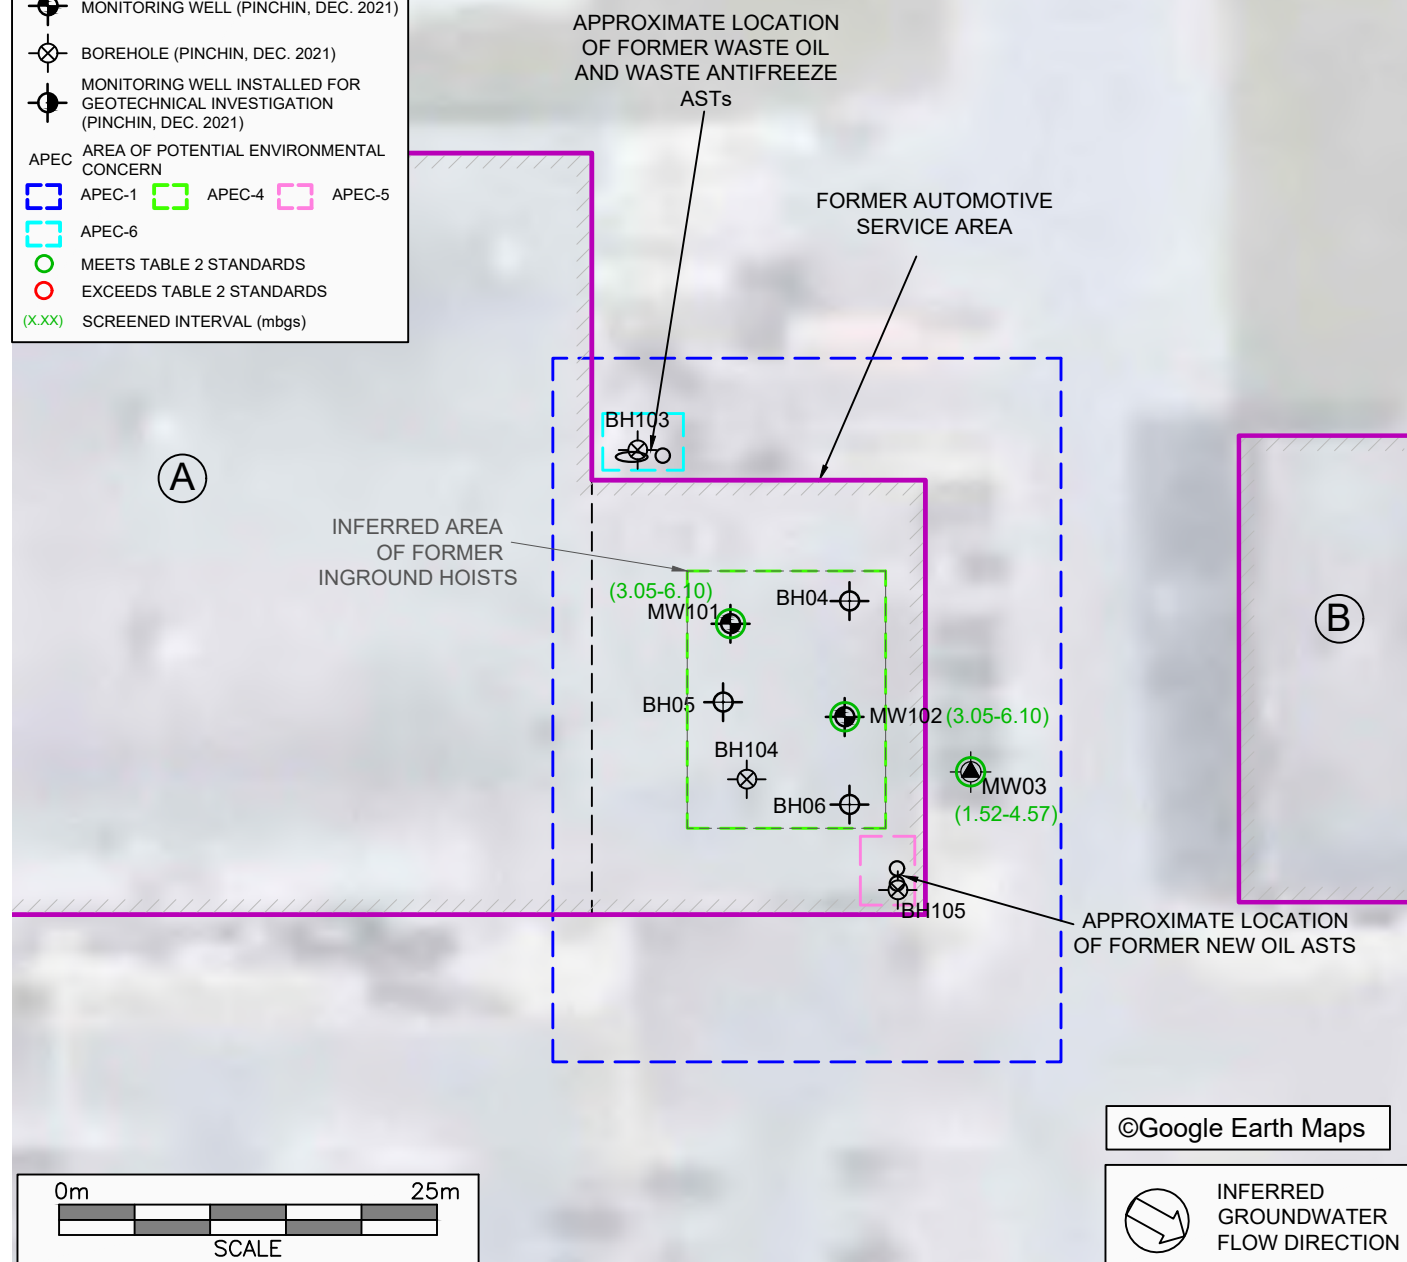 MONITORING WELL (PINCHIN, DEC. 2021)
BOREHOLE (PINCHIN, DEC. 2021)
MONITORING WELL INSTALLED FOR
GEOTECHNICAL INVESTIGATION
(PINCHIN, DEC. 2021)
APEC AREA OF POTENTIAL ENVIRONMENTAL
CONCERN
APEC-1 APEC-4 APEC-5
APEC-6
MEETS TABLE 2 STANDARDS
EXCEEDS TABLE 2 STANDARDS
(X.XX) SCREENED INTERVAL (mbgs)
APPROXIMATE LOCATION
OF FORMER WASTE OIL
AND WASTE ANTIFREEZE
ASTs
FORMER AUTOMOTIVE
SERVICE AREA
BH103
A
INFERRED AREA
OF FORMER
INGROUND HOISTS
(3.05-6.10)
MW101
BH04
B
BH05
MW102 (3.05-6.10)
BH104
MW03
(1.52-4.57)
BH06
BH105
APPROXIMATE LOCATION
OF FORMER NEW OIL ASTS
©Google Earth Maps
0m 25m
SCALE
INFERRED
GROUNDWATER
FLOW DIRECTION